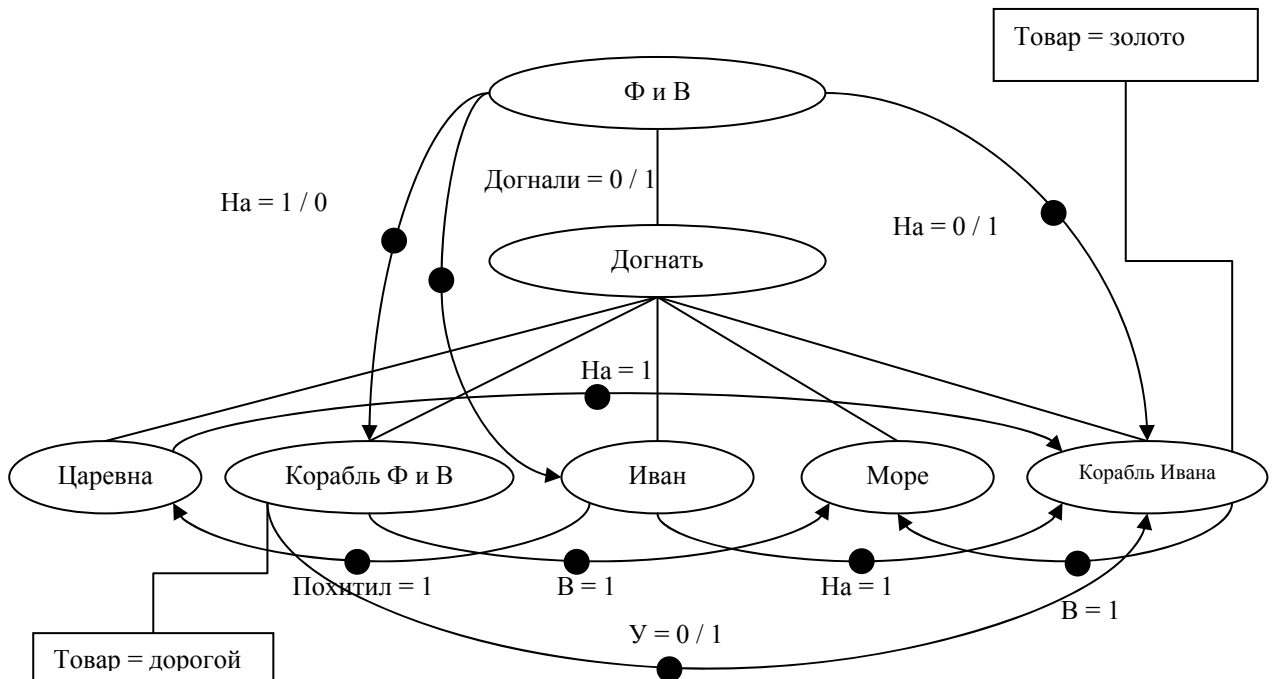 Товар = золото
Ф и В
Догнали = 0 / 1
На = 1 / 0
На = 0 / 1
Догнать
На = 1
Царевна
Корабль Ф и В
Иван
Море
Корабль Ивана
Похитил = 1
В = 1
На = 1
В = 1
У = 0 / 1
Товар = дорогой